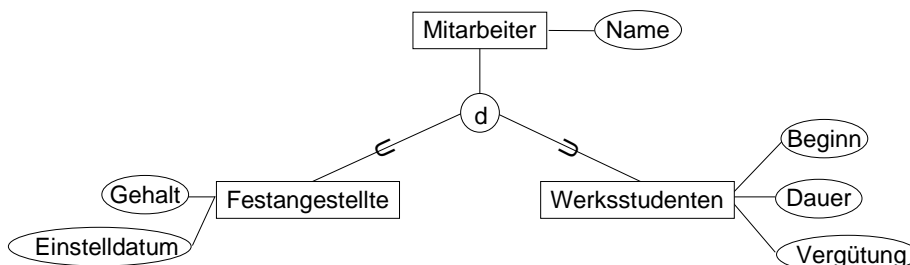 Mitarbeiter Name
d
Beginn
Gehalt Festangestellte Werksstudenten Dauer
Einstelldatum Vergütung